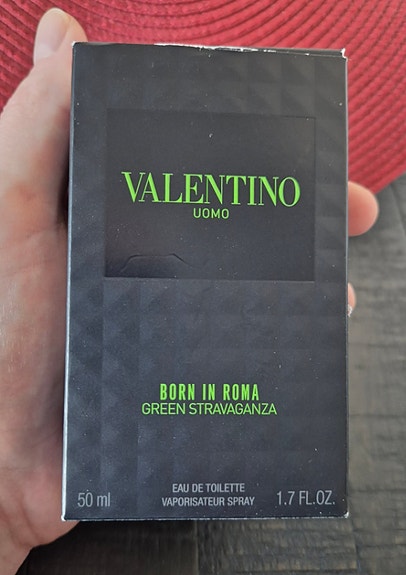 VALENTINO
UOMO
BORN IN ROMA
GREEN STRAVAGANZA
EAU DE TOILETTE
50 ml VAPORISATEUR SPRAY 1.7 FL.OZ.